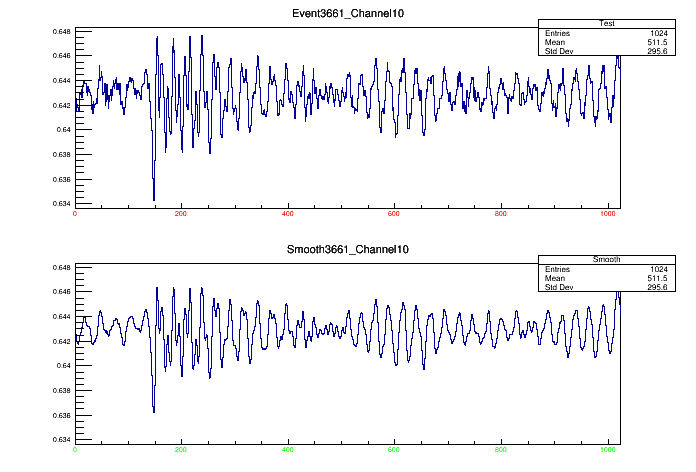 Event3661_Channel10
Test
Entries 1024
Mean 511.5
Std Dev 295.6
0.648
0.646
0.644
0.642
0.64
0.638
0.636
0.634
0 200 400 600 800 1000
Smooth3661_Channel10
Smooth
Entries 1024
Mean 511.5
Std Dev 295.6
0.648
0.646
0.644
0.642
0.64
0.638
0.636
0.634
0 200 400 600 800 1000